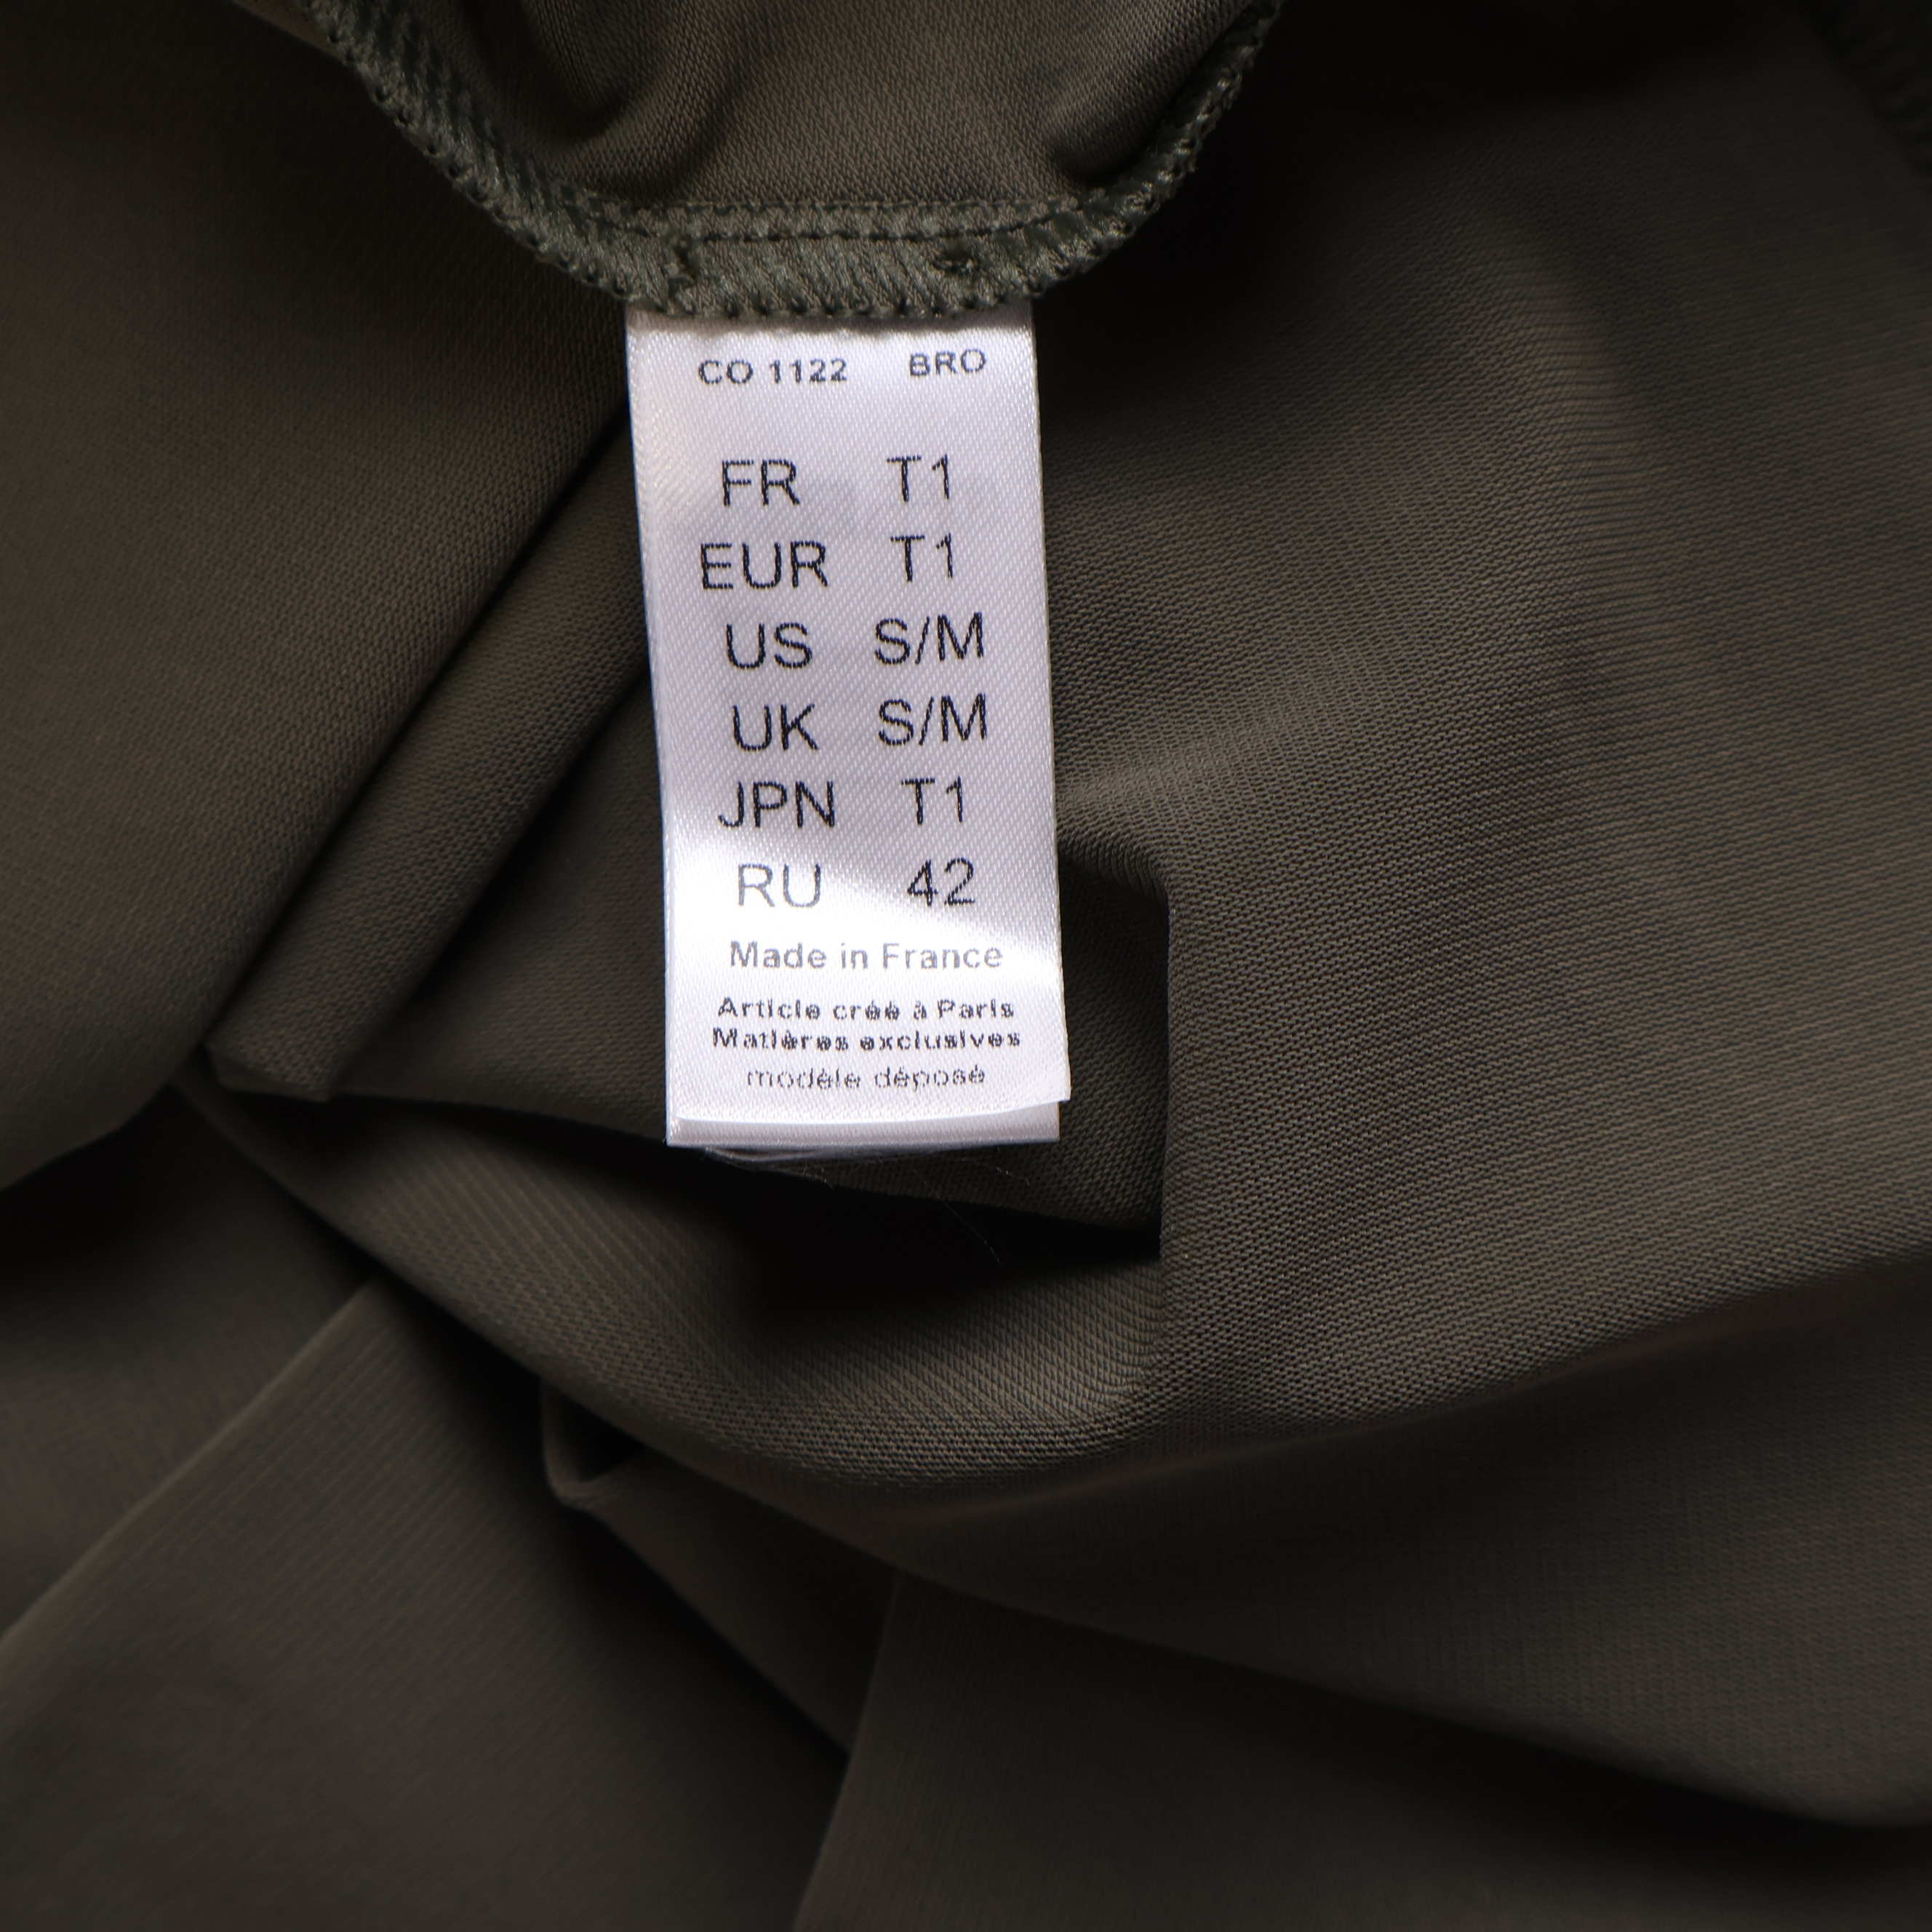 CO 1122 BRO
FR T1
EUR T1
US S/M
UK S/M
JPN T1
RU 42
Made in France
Article créé à Paris
Matières exclusives
modèle déposé